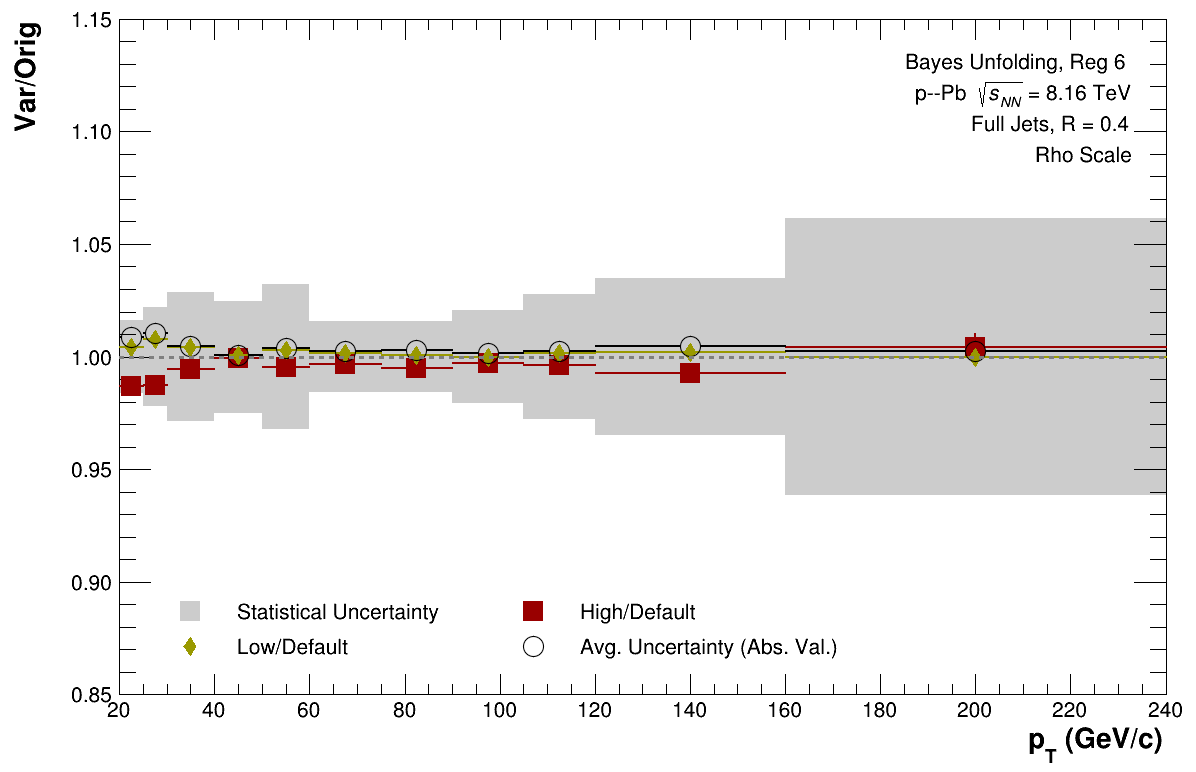 Var/Orig
1.15
1.10
1.05
1.00
0.95
0.90
0.85
Bayes Unfolding, Reg 6
p--Pb √sNN = 8.16 TeV
Full Jets, R = 0.4
Rho Scale
Statistical Uncertainty
High/Default
Low/Default
Avg. Uncertainty (Abs. Val.)
20 40 60 80 100 120 140 160 180 200 220 240
pT (GeV/c)